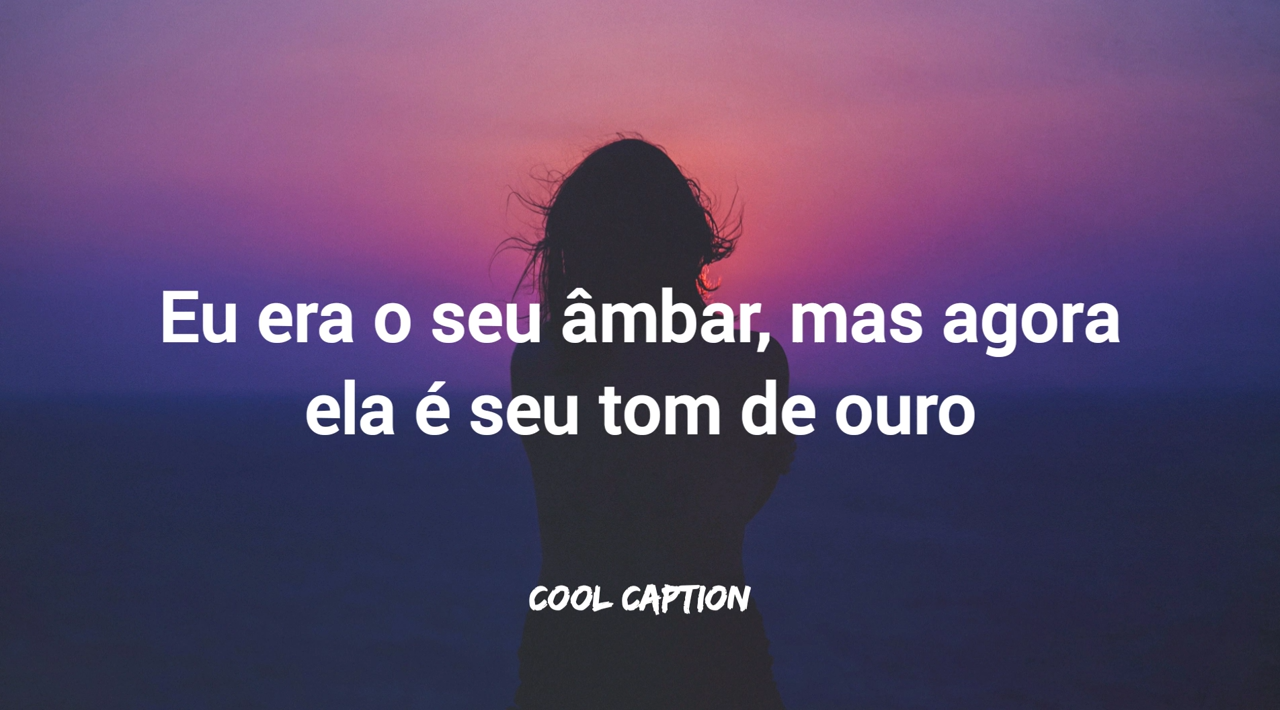 Eu era o seu âmbar, mas agora
ela é seu tom de ouro
COOL CAPTION